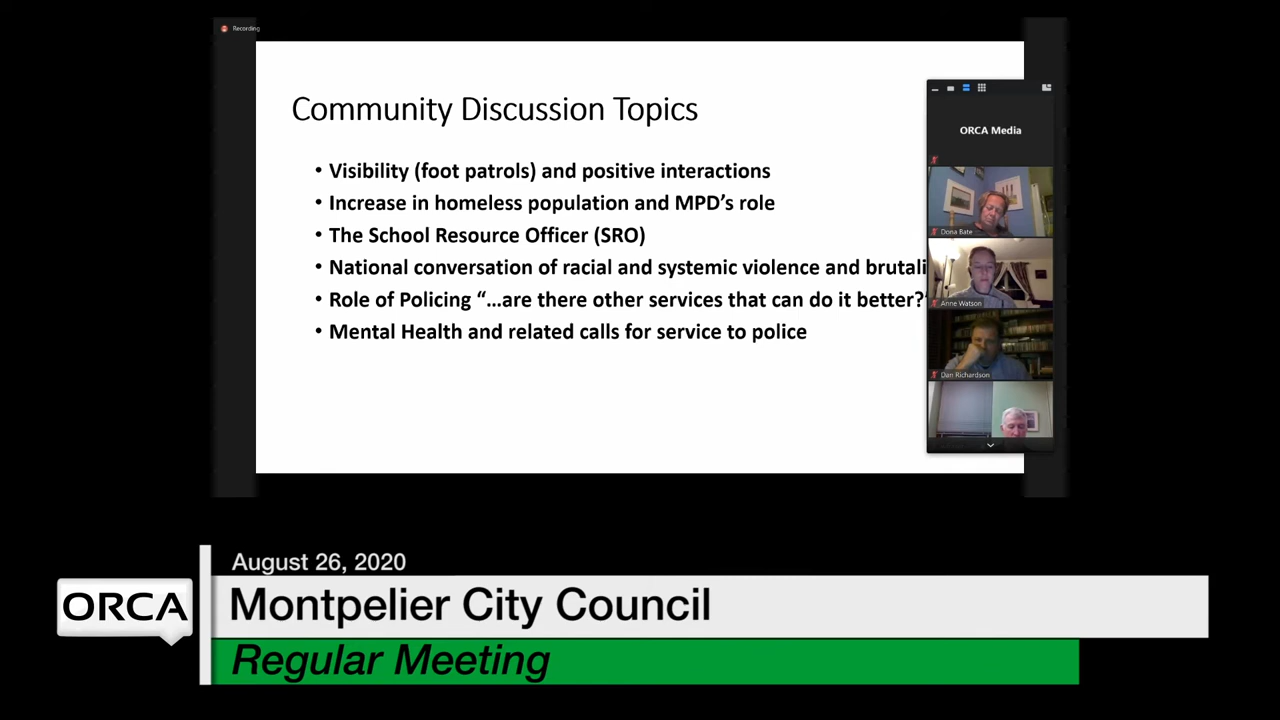 Recording
Community Discussion Topics
• Visibility (foot patrols) and positive interactions
• Increase in homeless population and MPD's role
• The School Resource Officer (SRO)
• National conversation of racial and systemic violence and brutali
• Role of Policing “…are there other services that can do it better?
• Mental Health and related calls for service to police
ORCA Media
Dona Bate
Anne Watson
Dan Richardson
August 26, 2020
ORCA
Montpelier City Council
Regular Meeting